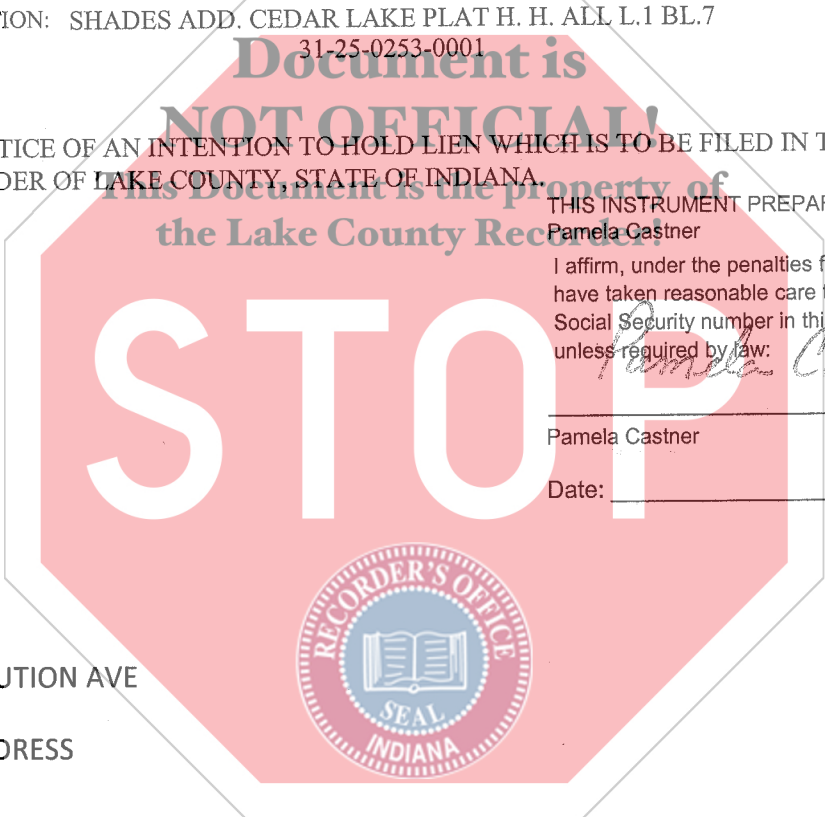 ION: SHADES ADD. CEDAR LAKE PLAT H. H. ALL L.1 BL.7
31-25-0253-0001
Document is
NOT OFFICIAL!
TICE OF AN INTENTION TO HOLD LIEN WHICH IS TO BE FILED IN T
DER OF LAKE COUNTY, STATE OF INDIANA.
This Document is the property of
the Lake County Recorder!
THIS INSTRUMENT PREPAR
Pamela Castner
I affirm, under the penalties f
have taken reasonable care t
Social Security number in thi
unless required by law:
Pamela C
STOP
Pamela Castner
Date:
RECORDER'S OFFICE
SEAL
INDIANA
UTION AVE
DRESS